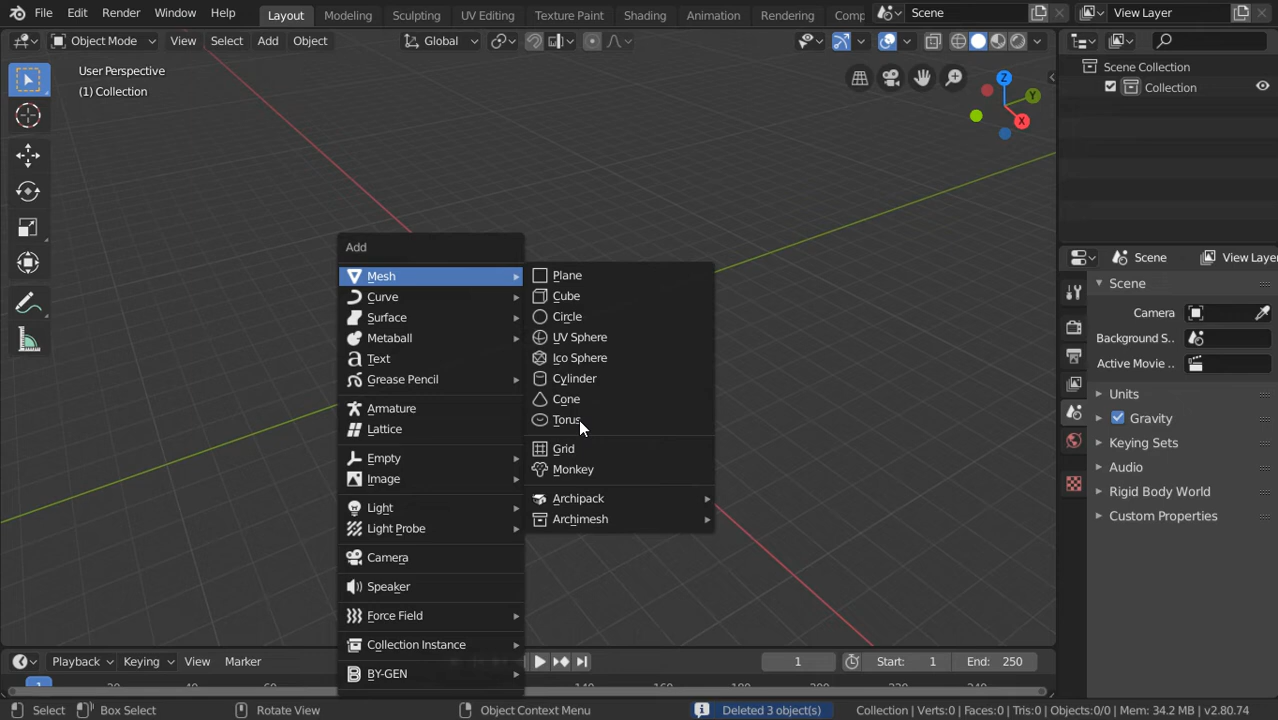 File Edit Render Window Help Layout Modeling Sculpting UV Editing Texture Paint Shading Animation Rendering Comp Scene View Layer
Object Mode View Select Add Object Global
User Perspective
(1) Collection
Z
Y
X
Scene Collection
Collection
Add
Mesh
Curve
Surface
Metaball
Text
Grease Pencil
Armature
Lattice
Empty
Image
Light
Light Probe
Camera
Speaker
Force Field
Collection Instance
BY-GEN
Plane
Cube
Circle
UV Sphere
Ico Sphere
Cylinder
Cone
Torus
Grid
Monkey
Archipack
Archimesh
Scene View Layer
Scene
Camera
Background S..
Active Movie ..
Units
Gravity
Keying Sets
Audio
Rigid Body World
Custom Properties
Playback Keying View Marker 1 Start: 1 End: 250
1
Select Box Select Rotate View Object Context Menu Deleted 3 object(s) Collection | Verts:0 | Faces:0 | Tris:0 | Objects:0/0 | Mem: 34.2 MB | v2.80.74